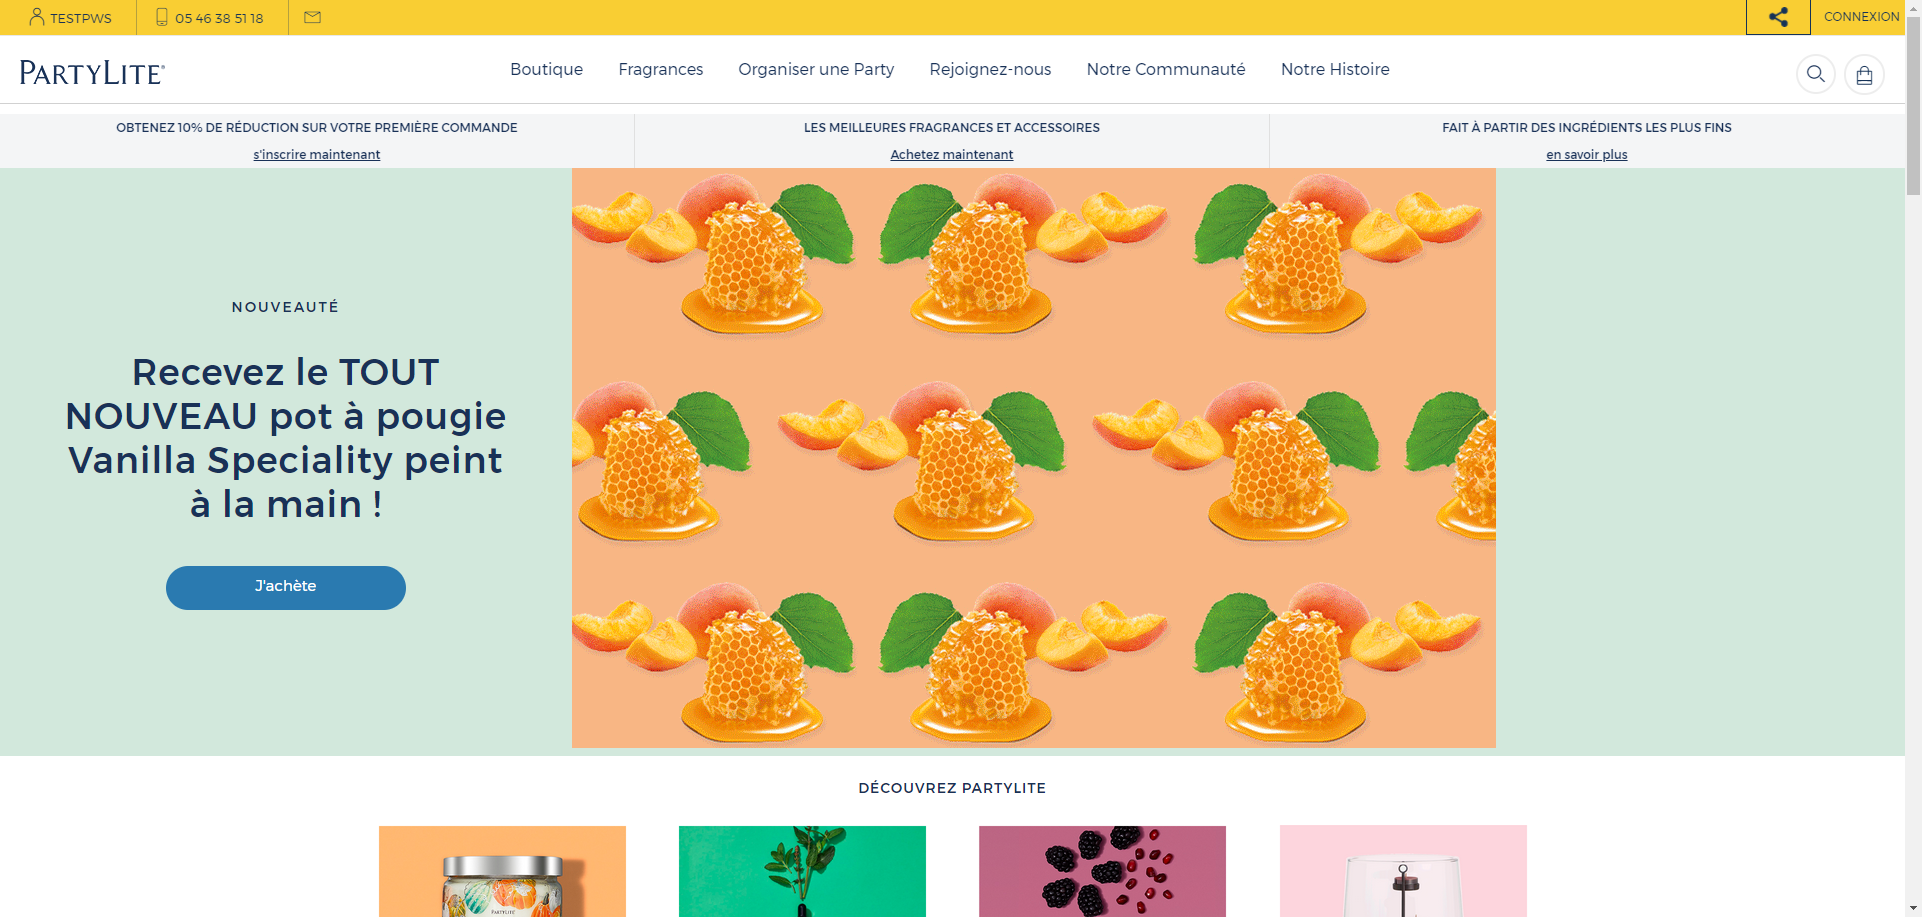 TESTPWS
05 46 38 51 18
CONNEXION
PARTYLITE®
Boutique
Fragrances
Organiser une Party
Rejoignez-nous
Notre Communauté
Notre Histoire
OBTENEZ 10% DE RÉDUCTION SUR VOTRE PREMIÈRE COMMANDE
s'inscrire maintenant
LES MEILLEURES FRAGRANCES ET ACCESSOIRES
Achetez maintenant
FAIT À PARTIR DES INGRÉDIENTS LES PLUS FINS
en savoir plus
NOUVEAUTÉ
Recevez le TOUT
NOUVEAU pot à pougie
Vanilla Speciality peint
à la main !
J'achète
DÉCOUVREZ PARTYLITE
PARTYLITE